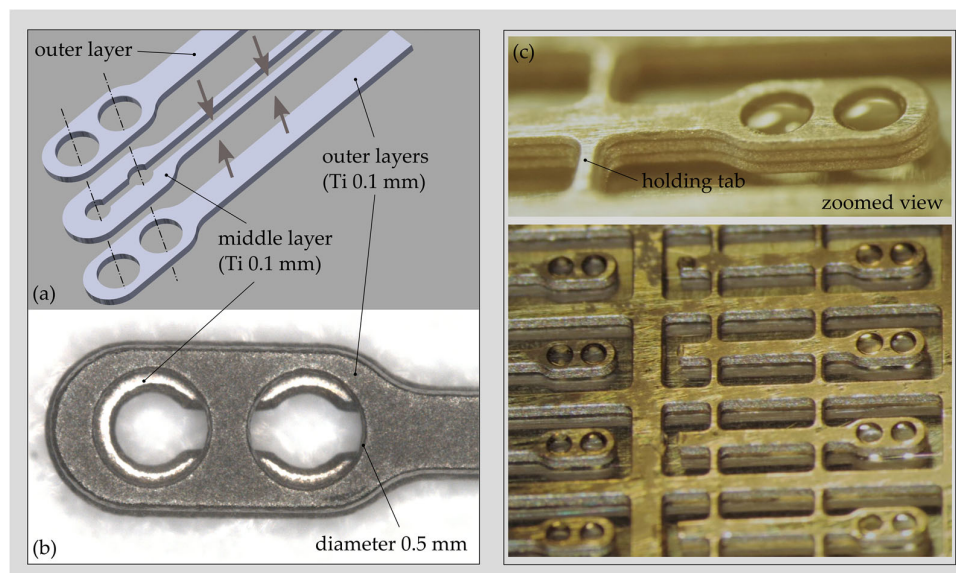 outer layer
outer layers
(Ti 0.1 mm)
middle layer
(Ti 0.1 mm)
(a)
(b)
diameter 0.5 mm
(c)
holding tab
zoomed view